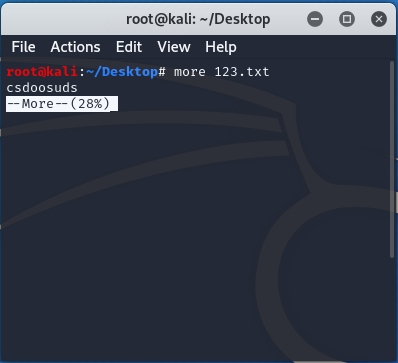 root@kali: ~/Desktop
File Actions Edit View Help
root@kali:~/Desktop# more 123.txt
csdoosuds
--More--(28%)